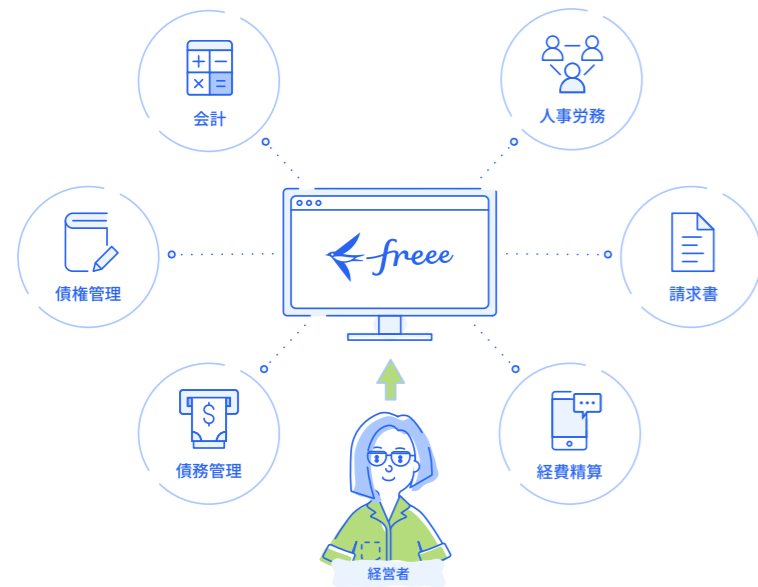 会計
人事労務
freee
債権管理
請求書
債務管理
経費精算
経営者